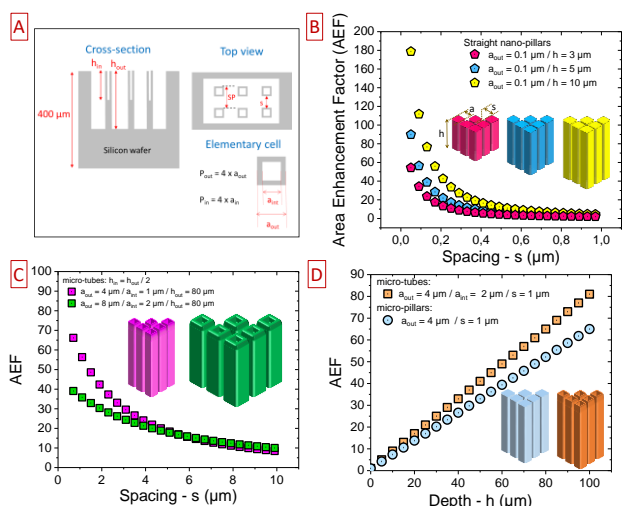 A
Cross-section
h_in h_out
400 µm
Silicon wafer
Top view
SP
s
Elementary cell
P_out = 4 x a_out
P_in = 4 x a_in
a_int
a_out
B
Area Enhancement Factor (AEF)
200
180
160
140
120
100
80
60
40
20
0
Straight nano-pillars
a_out = 0.1 µm / h = 3 µm
a_out = 0.1 µm / h = 5 µm
a_out = 0.1 µm / h = 10 µm
a
s
h
0,0 0,2 0,4 0,6 0,8 1,0
Spacing - s (µm)
C
AEF
100
90
80
70
60
50
40
30
20
10
0
micro-tubes: h_in = h_out / 2
a_out = 4 µm / a_int = 1 µm / h_out = 80 µm
a_out = 8 µm / a_int = 2 µm / h_out = 80 µm
0 2 4 6 8 10
Spacing - s (µm)
D
AEF
90
80
70
60
50
40
30
20
10
0
micro-tubes:
a_out = 4 µm / a_int = 2 µm / s = 1 µm
micro-pillars:
a_out = 4 µm / s = 1 µm
0 20 40 60 80 100
Depth - h (µm)